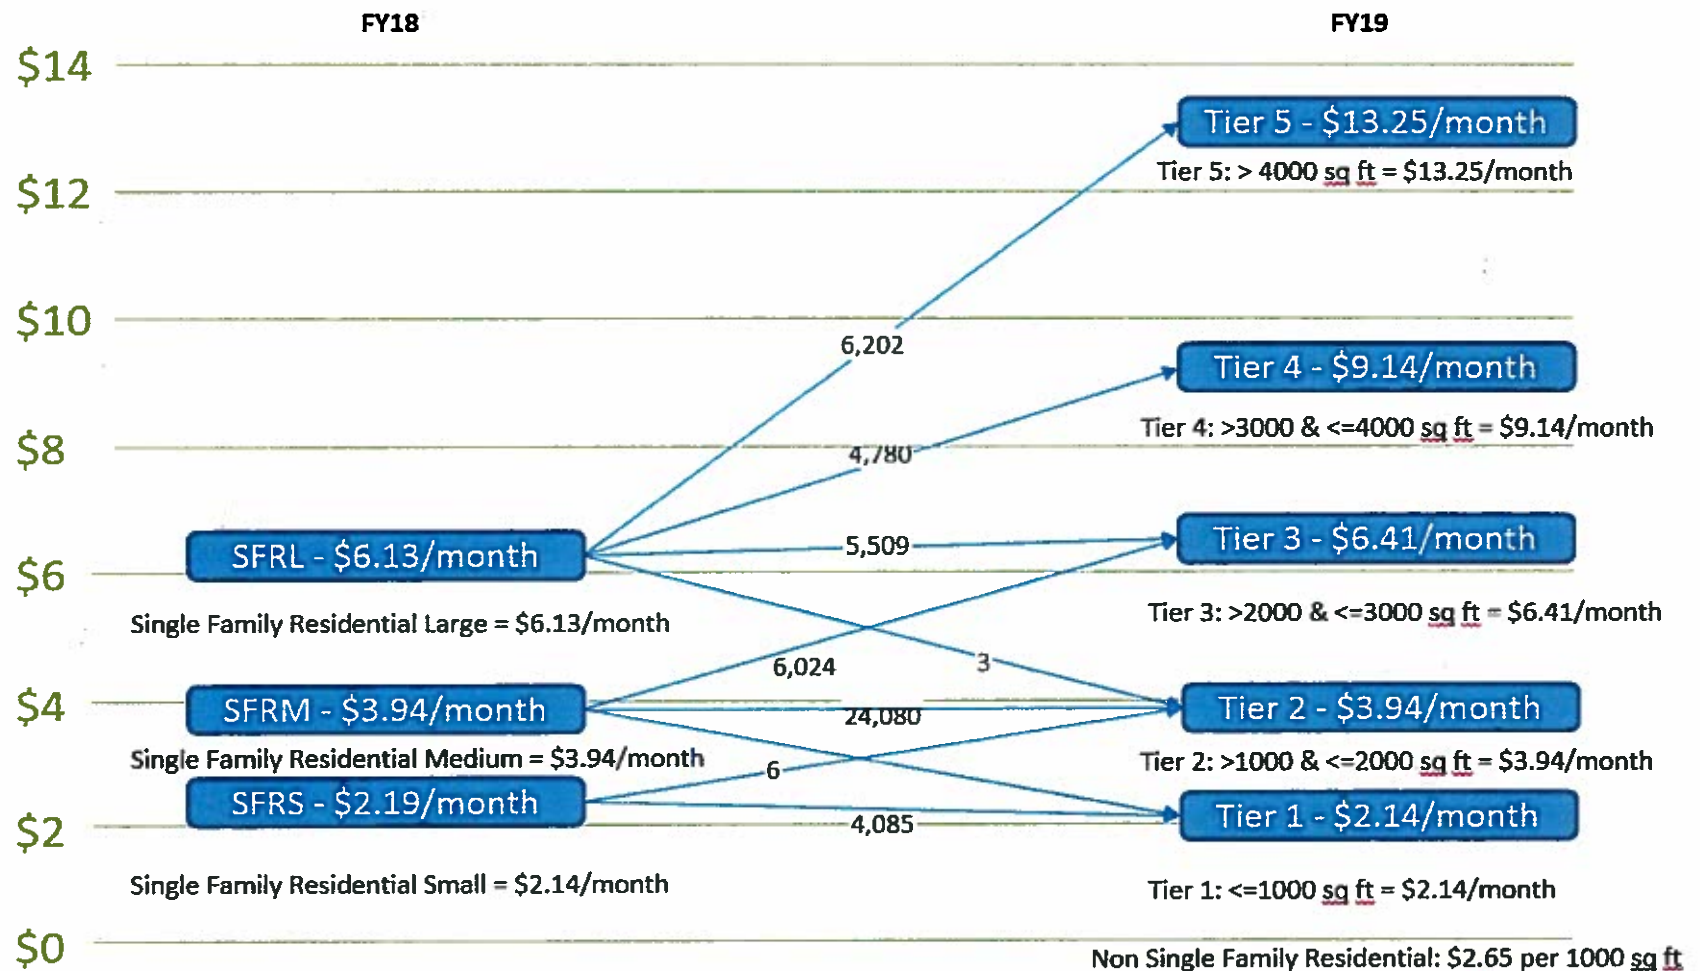 FY18
FY19
$14
Tier 5 - $13.25/month
Tier 5: > 4000 sq ft = $13.25/month
$12
$10
6,202
Tier 4 - $9.14/month
Tier 4: >3000 & <=4000 sq ft = $9.14/month
$8
4,780
SFRL - $6.13/month
5,509
Tier 3 - $6.41/month
$6
Single Family Residential Large = $6.13/month
Tier 3: >2000 & <=3000 sq ft = $6.41/month
6,024
3
$4
SFRM - $3.94/month
24,080
Tier 2 - $3.94/month
Single Family Residential Medium = $3.94/month
Tier 2: >1000 & <=2000 sq ft = $3.94/month
6
SFRS - $2.19/month
4,085
Tier 1 - $2.14/month
$2
Single Family Residential Small = $2.14/month
Tier 1: <=1000 sq ft = $2.14/month
$0
Non Single Family Residential: $2.65 per 1000 sq ft